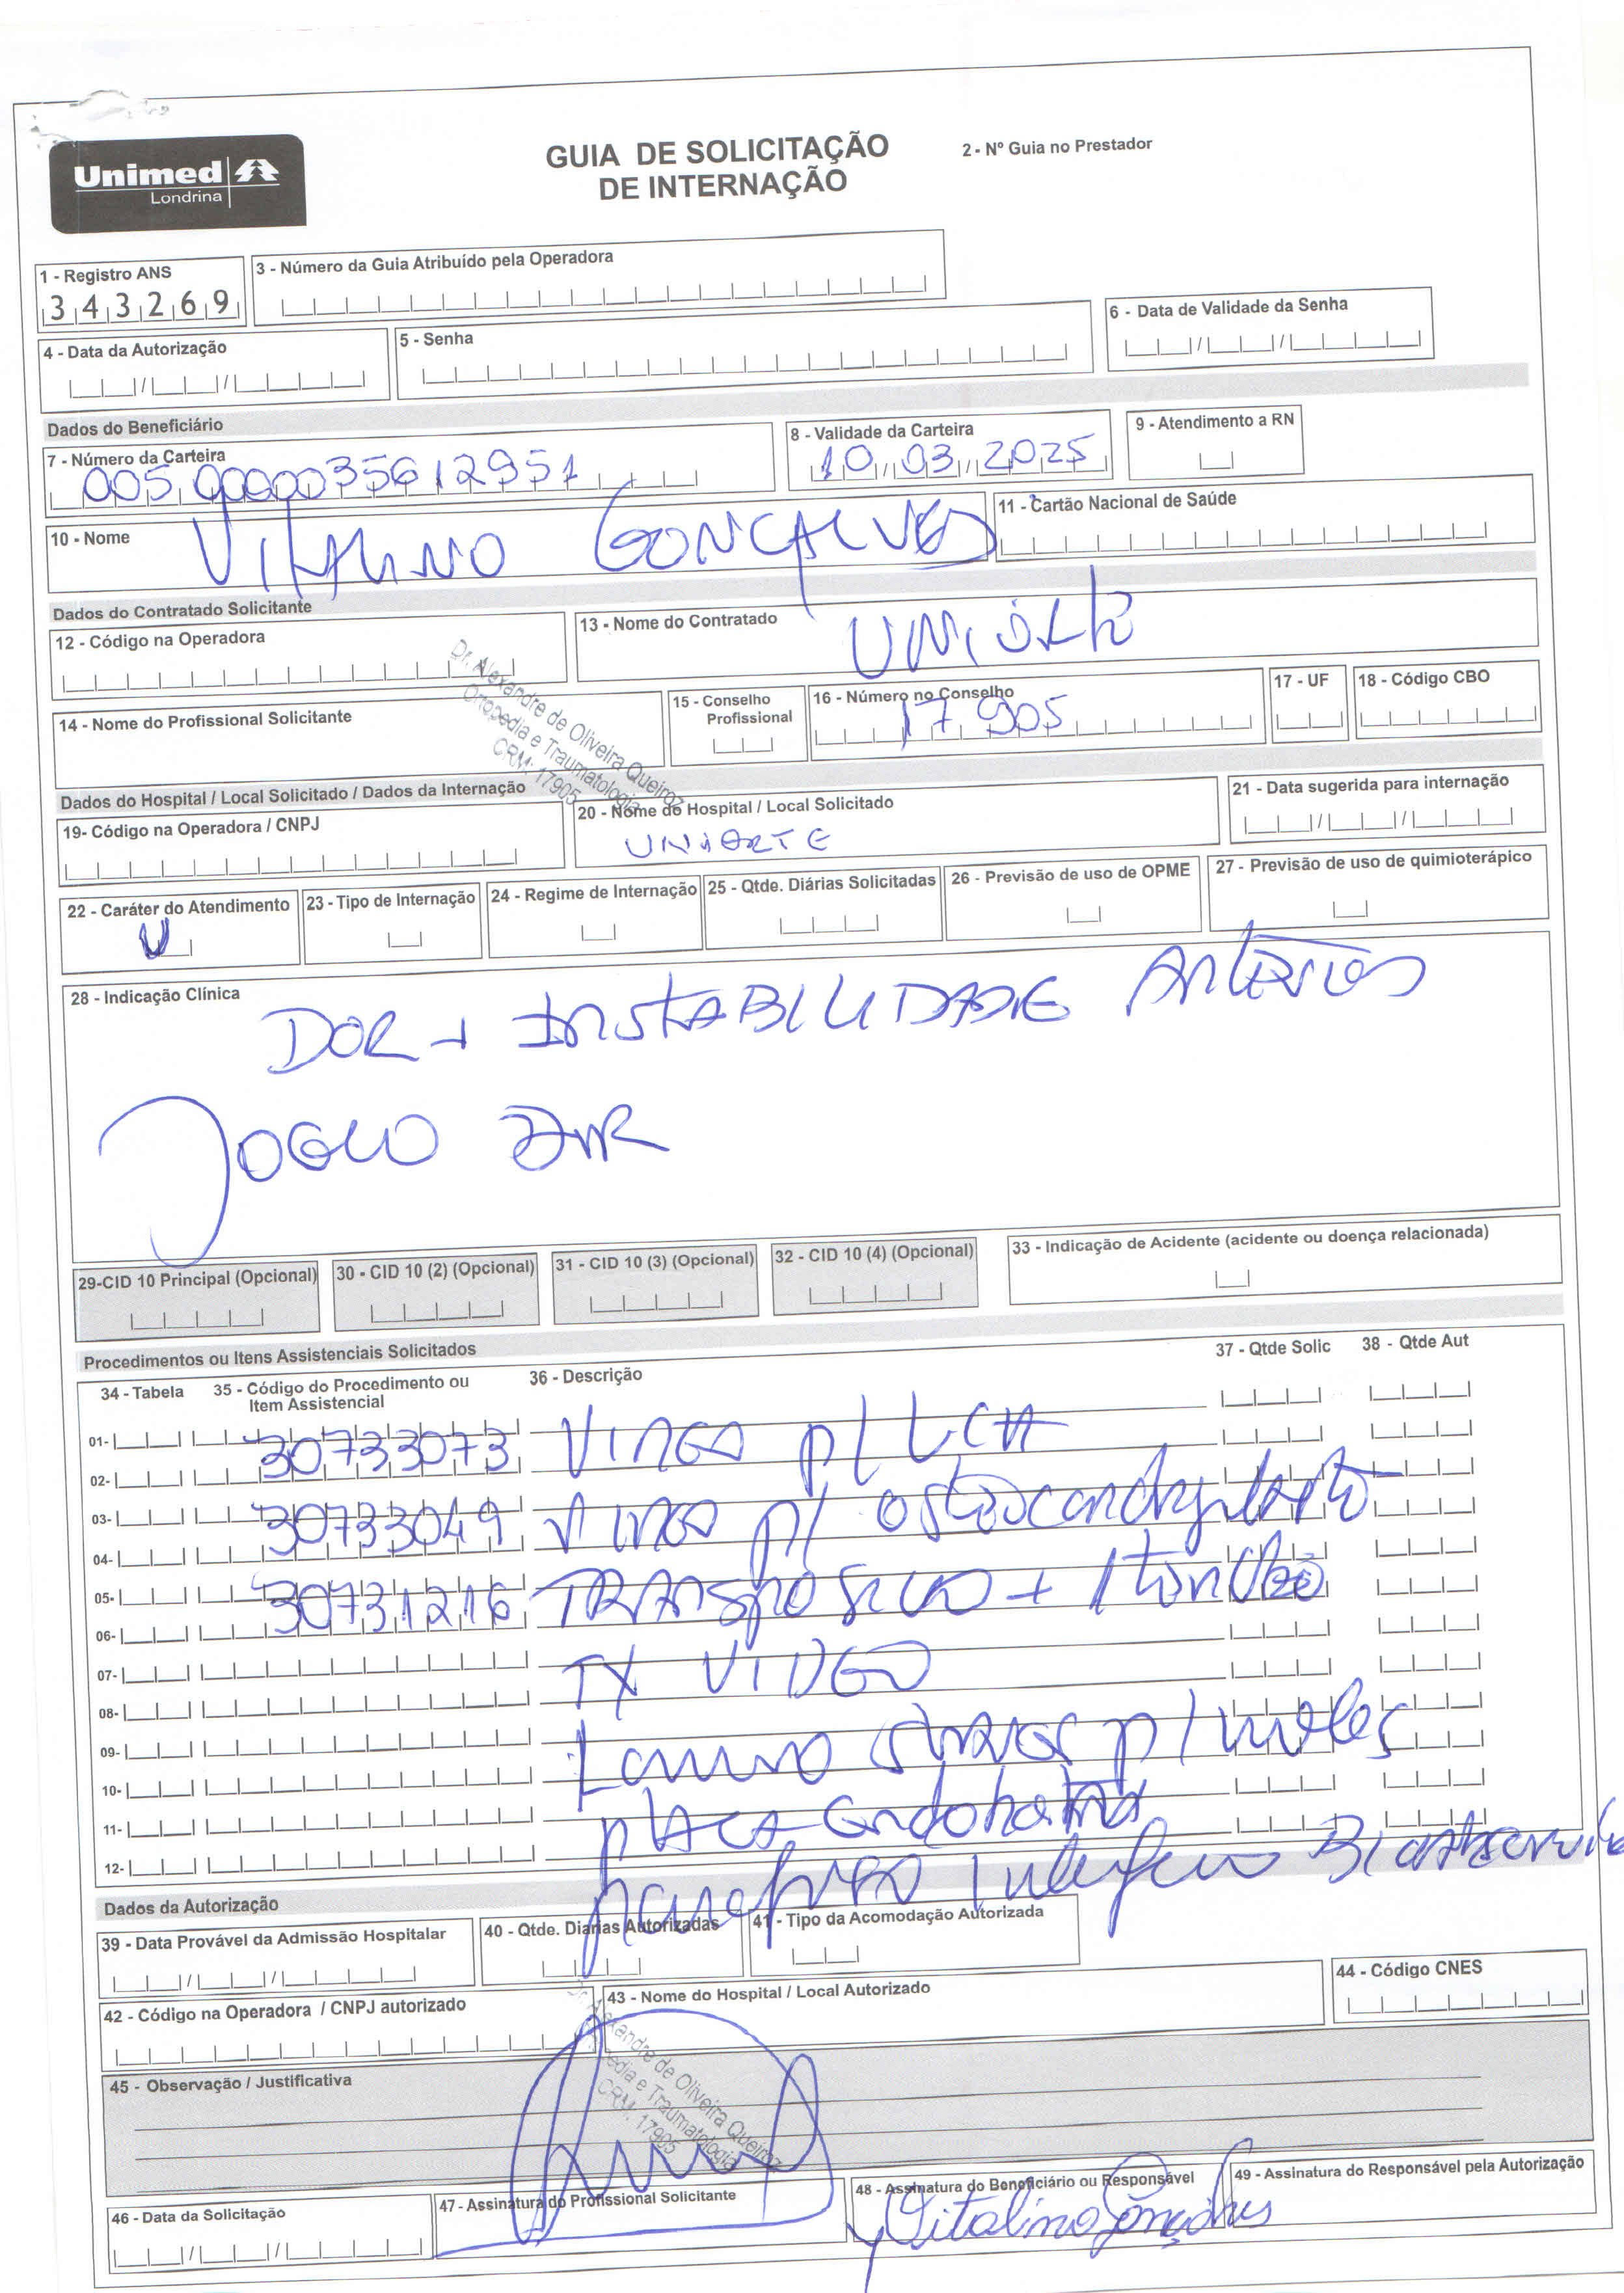 Unimed
Londrina
GUIA DE SOLICITAÇÃO
DE INTERNAÇÃO
2 - Nº Guia no Prestador
1 - Registro ANS
343269
3 - Número da Guia Atribuído pela Operadora
4 - Data da Autorização
5 - Senha
6 - Data de Validade da Senha
Dados do Beneficiário
7 - Número da Carteira
005 0000035612951
8 - Validade da Carteira
10 03 2025
9 - Atendimento a RN
10 - Nome
VITALINO GONÇALVES
11 - Cartão Nacional de Saúde
Dados do Contratado Solicitante
12 - Código na Operadora
13 - Nome do Contratado
14 - Nome do Profissional Solicitante
Dr. Alexandre de Oliveira Queiroz
Ortopedia e Traumatologia
CRM: 17905
15 - Conselho
Profissional
16 - Número no Conselho
17905
17 - UF
18 - Código CBO
Dados do Hospital / Local Solicitado / Dados da Internação
19- Código na Operadora / CNPJ
20 - Nome do Hospital / Local Solicitado
UNIORTE
21 - Data sugerida para internação
22 - Caráter do Atendimento
U
23 - Tipo de Internação
24 - Regime de Internação
25 - Qtde. Diárias Solicitadas
26 - Previsão de uso de OPME
27 - Previsão de uso de quimioterápico
28 - Indicação Clínica
DOR + INSTABILIDADE
29-CID 10 Principal (Opcional)
30 - CID 10 (2) (Opcional)
31 - CID 10 (3) (Opcional)
32 - CID 10 (4) (Opcional)
33 - Indicação de Acidente (acidente ou doença relacionada)
Procedimentos ou Itens Assistenciais Solicitados
34 - Tabela
35 - Código do Procedimento ou
Item Assistencial
36 - Descrição
37 - Qtde Solic
38 - Qtde Aut
01-
02-
30733073 VIDEO p/ LCA
03-
04-
30733049 VIDEO p/
05-
06-
30731216
07-
TX VIDEO
08-
09-
10-
p/
11-
PLACA
12-
Dados da Autorização
39 - Data Provável da Admissão Hospitalar
40 - Qtde. Diarias Autorizadas
41 - Tipo da Acomodação Autorizada
42 - Código na Operadora / CNPJ autorizado
43 - Nome do Hospital / Local Autorizado
44 - Código CNES
45 - Observação / Justificativa
Dr. Alexandre de Oliveira Queiroz
Ortopedia e Traumatologia
CRM: 17905
46 - Data da Solicitação
47 - Assinatura do Profissional Solicitante
48 - Assinatura do Beneficiário ou Responsável
Vitalino Gonçalves
49 - Assinatura do Responsável pela Autorização